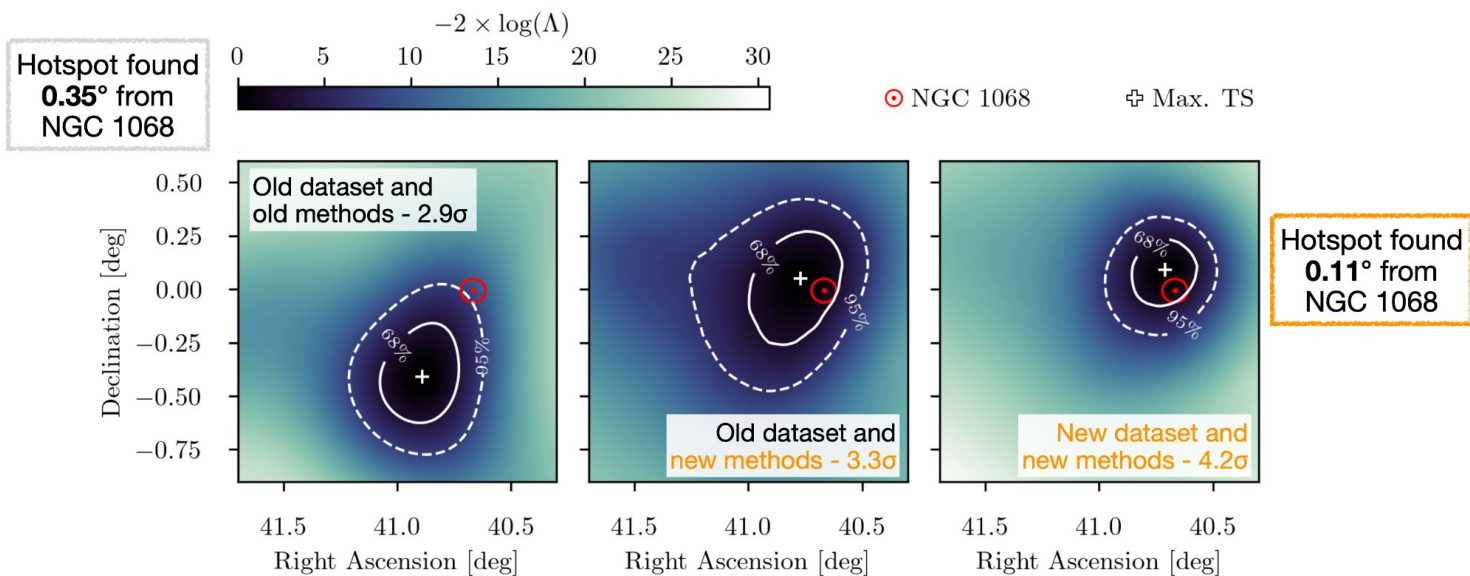 −2 × log(Λ)
0 5 10 15 20 25 30
Hotspot found
0.35° from
NGC 1068
NGC 1068
Max. TS
Old dataset and
old methods - 2.9σ
68%
95%
Old dataset and
new methods - 3.3σ
68%
95%
New dataset and
new methods - 4.2σ
68%
95%
Hotspot found
0.11° from
NGC 1068
Declination [deg]
0.50
0.25
0.00
−0.25
−0.50
−0.75
41.5 41.0 40.5
Right Ascension [deg]
41.5 41.0 40.5
Right Ascension [deg]
41.5 41.0 40.5
Right Ascension [deg]